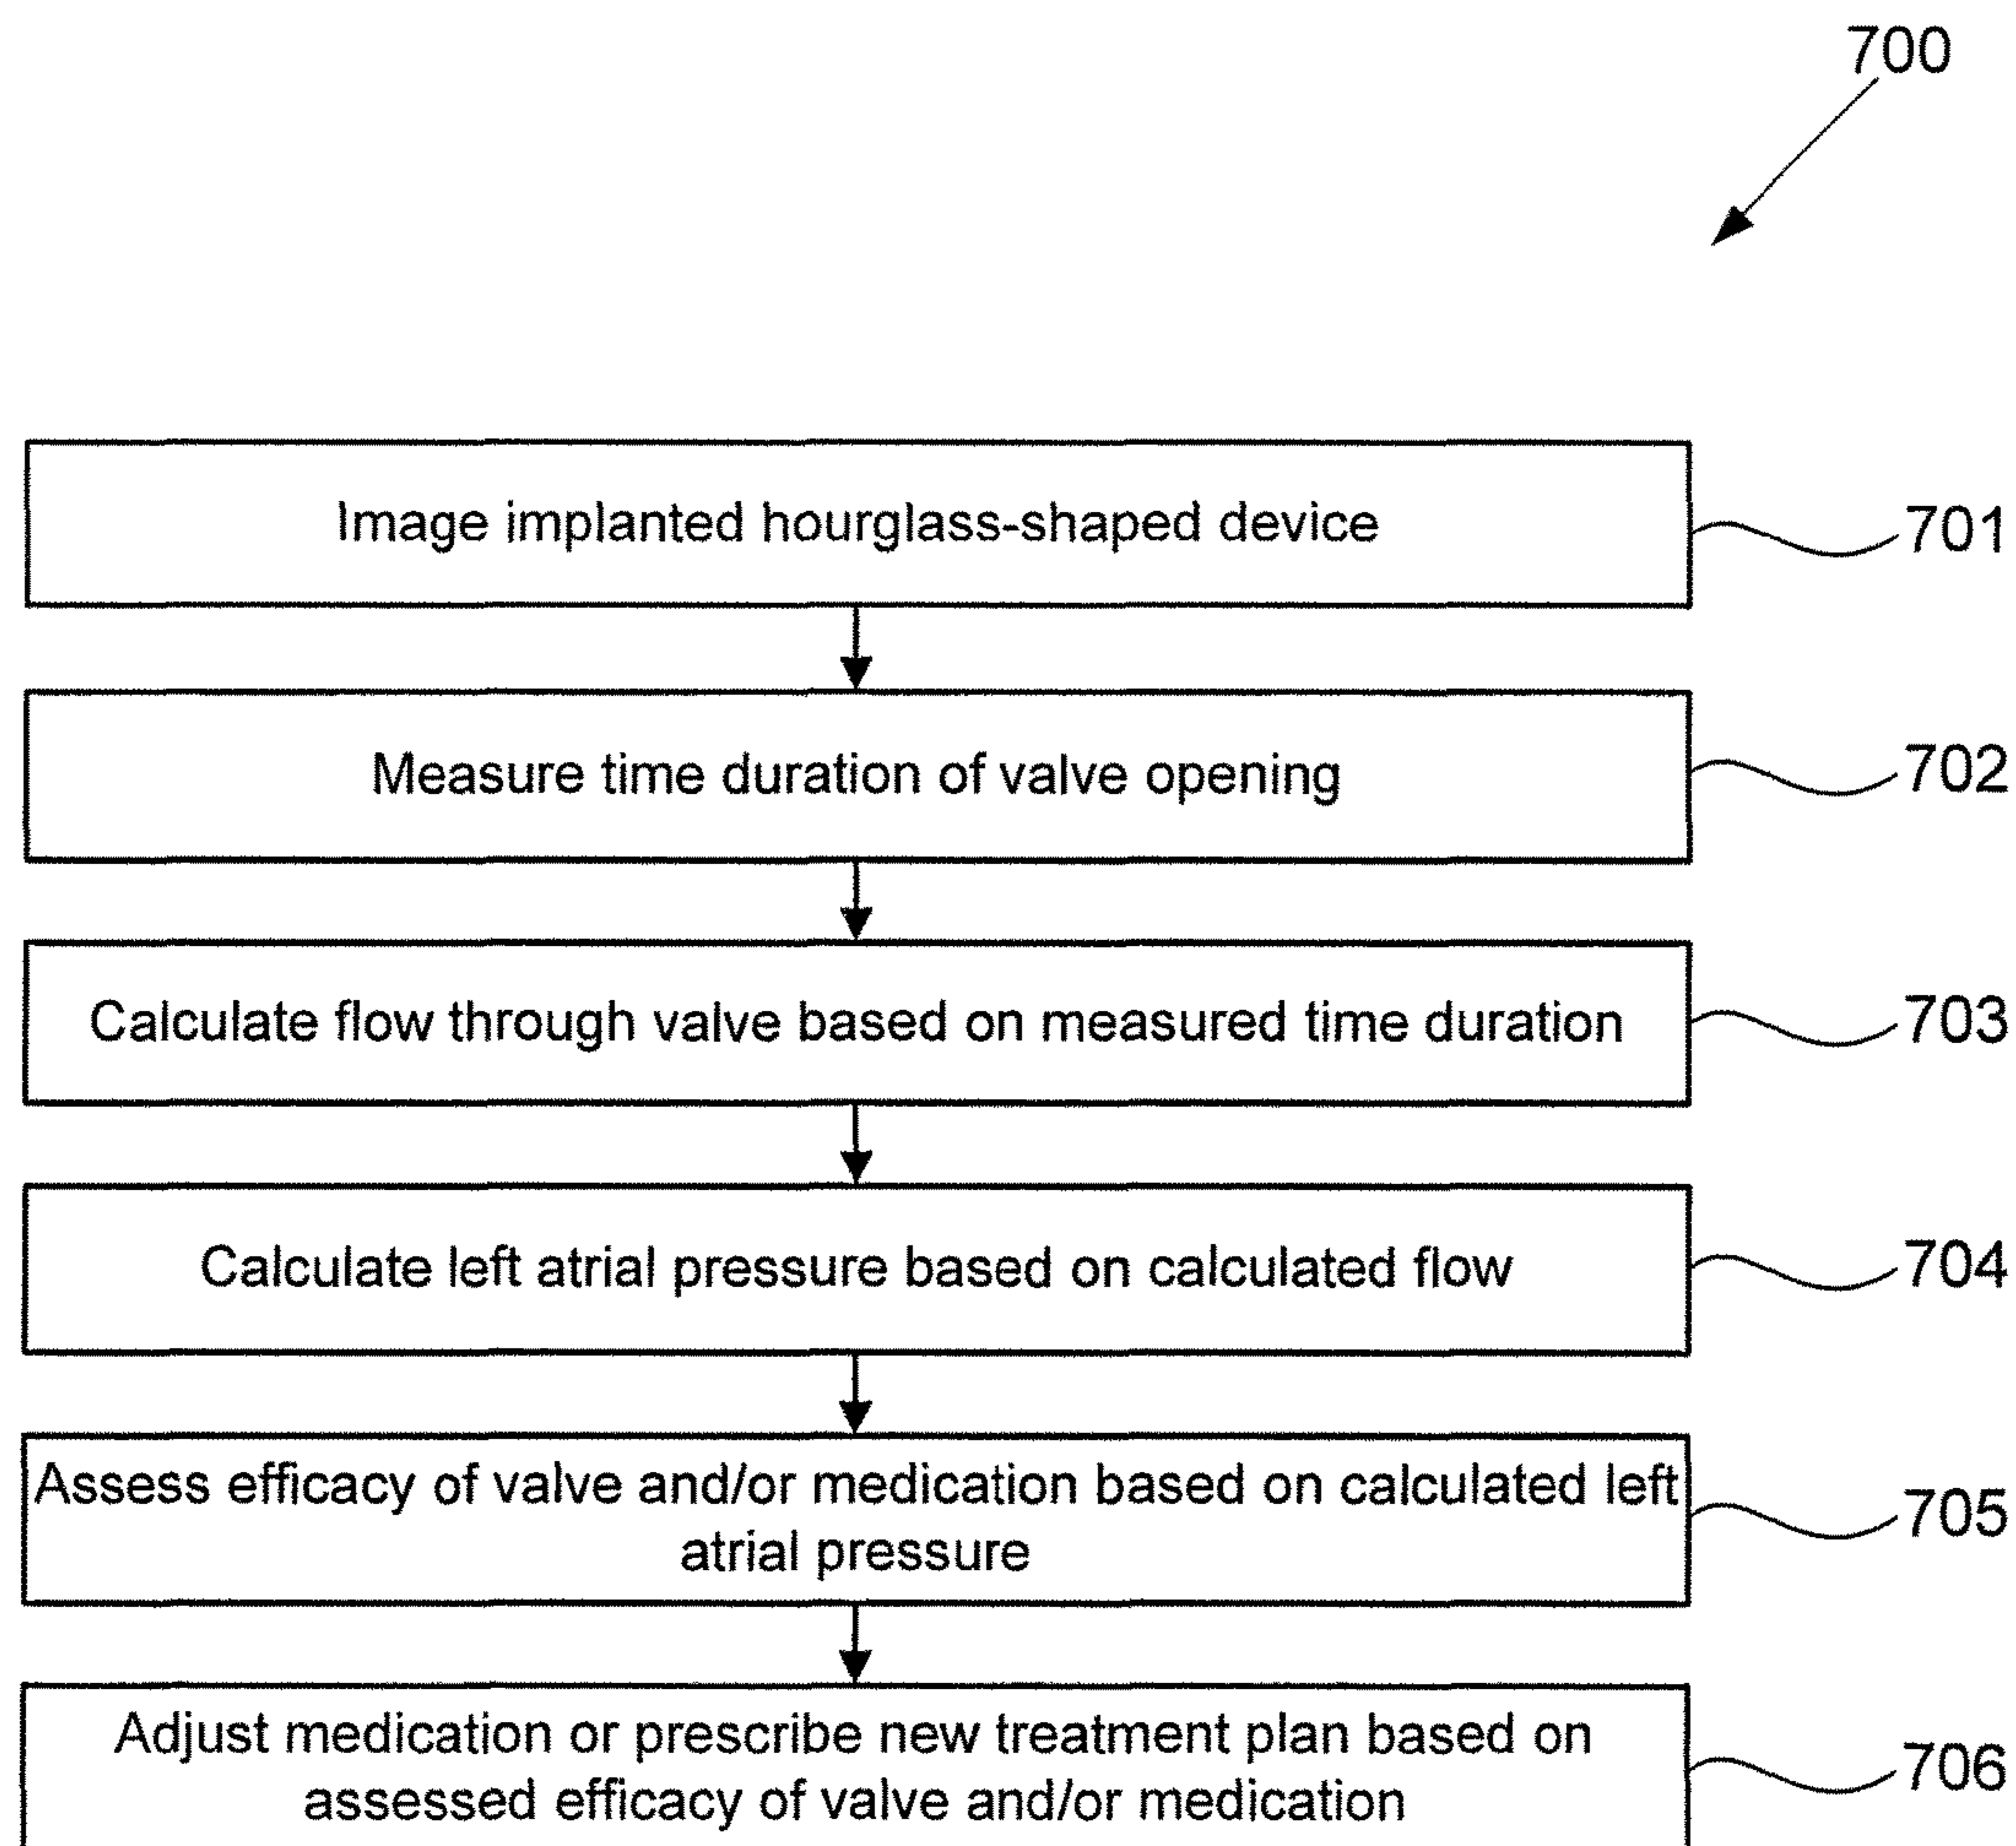 700
Image implanted hourglass-shaped device
701
Measure time duration of valve opening
702
Calculate flow through valve based on measured time duration
703
Calculate left atrial pressure based on calculated flow
704
Assess efficacy of valve and/or medication based on calculated left
atrial pressure
705
Adjust medication or prescribe new treatment plan based on
assessed efficacy of valve and/or medication
706